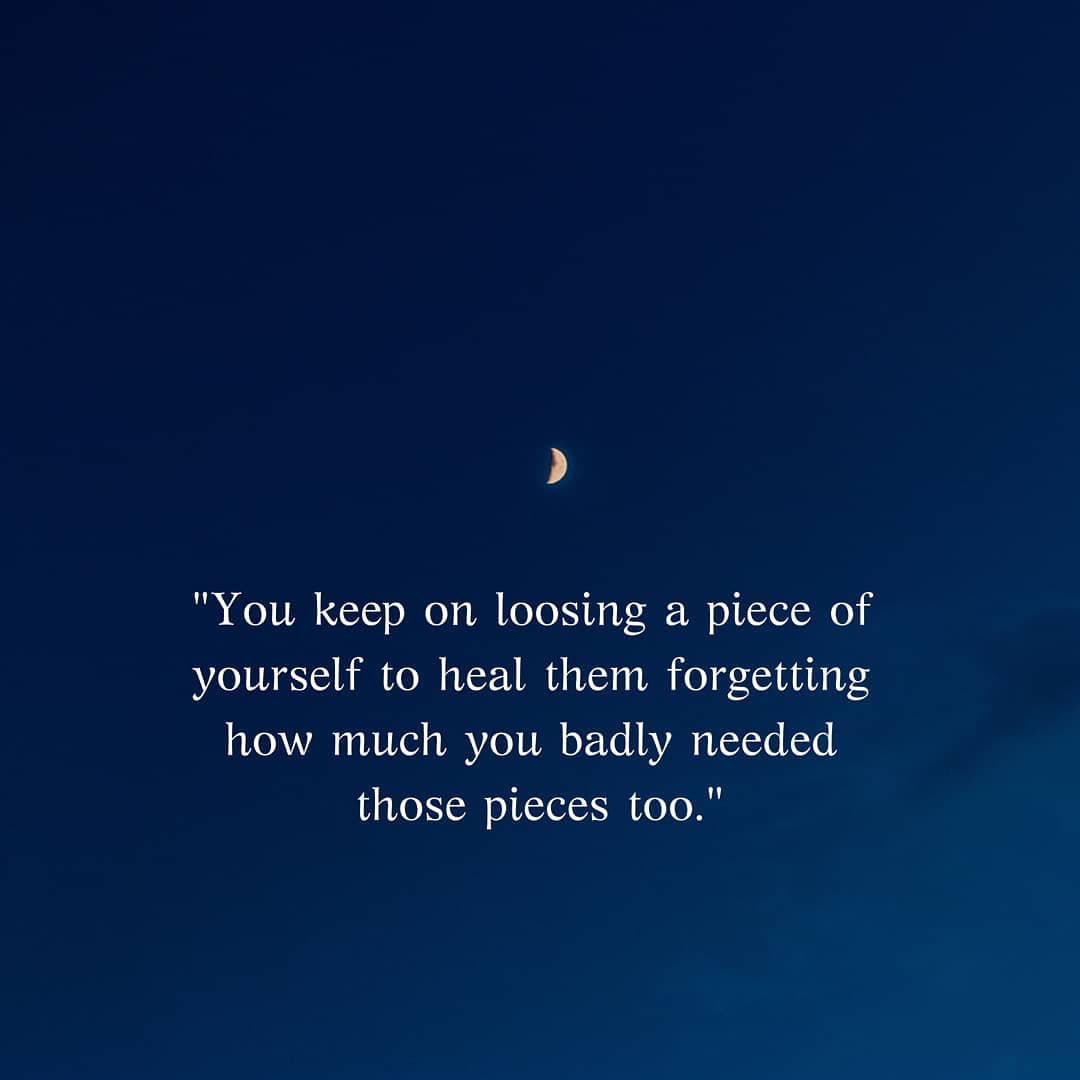 "You keep on loosing a piece of
yourself to heal them forgetting
how much you badly needed
those pieces too."